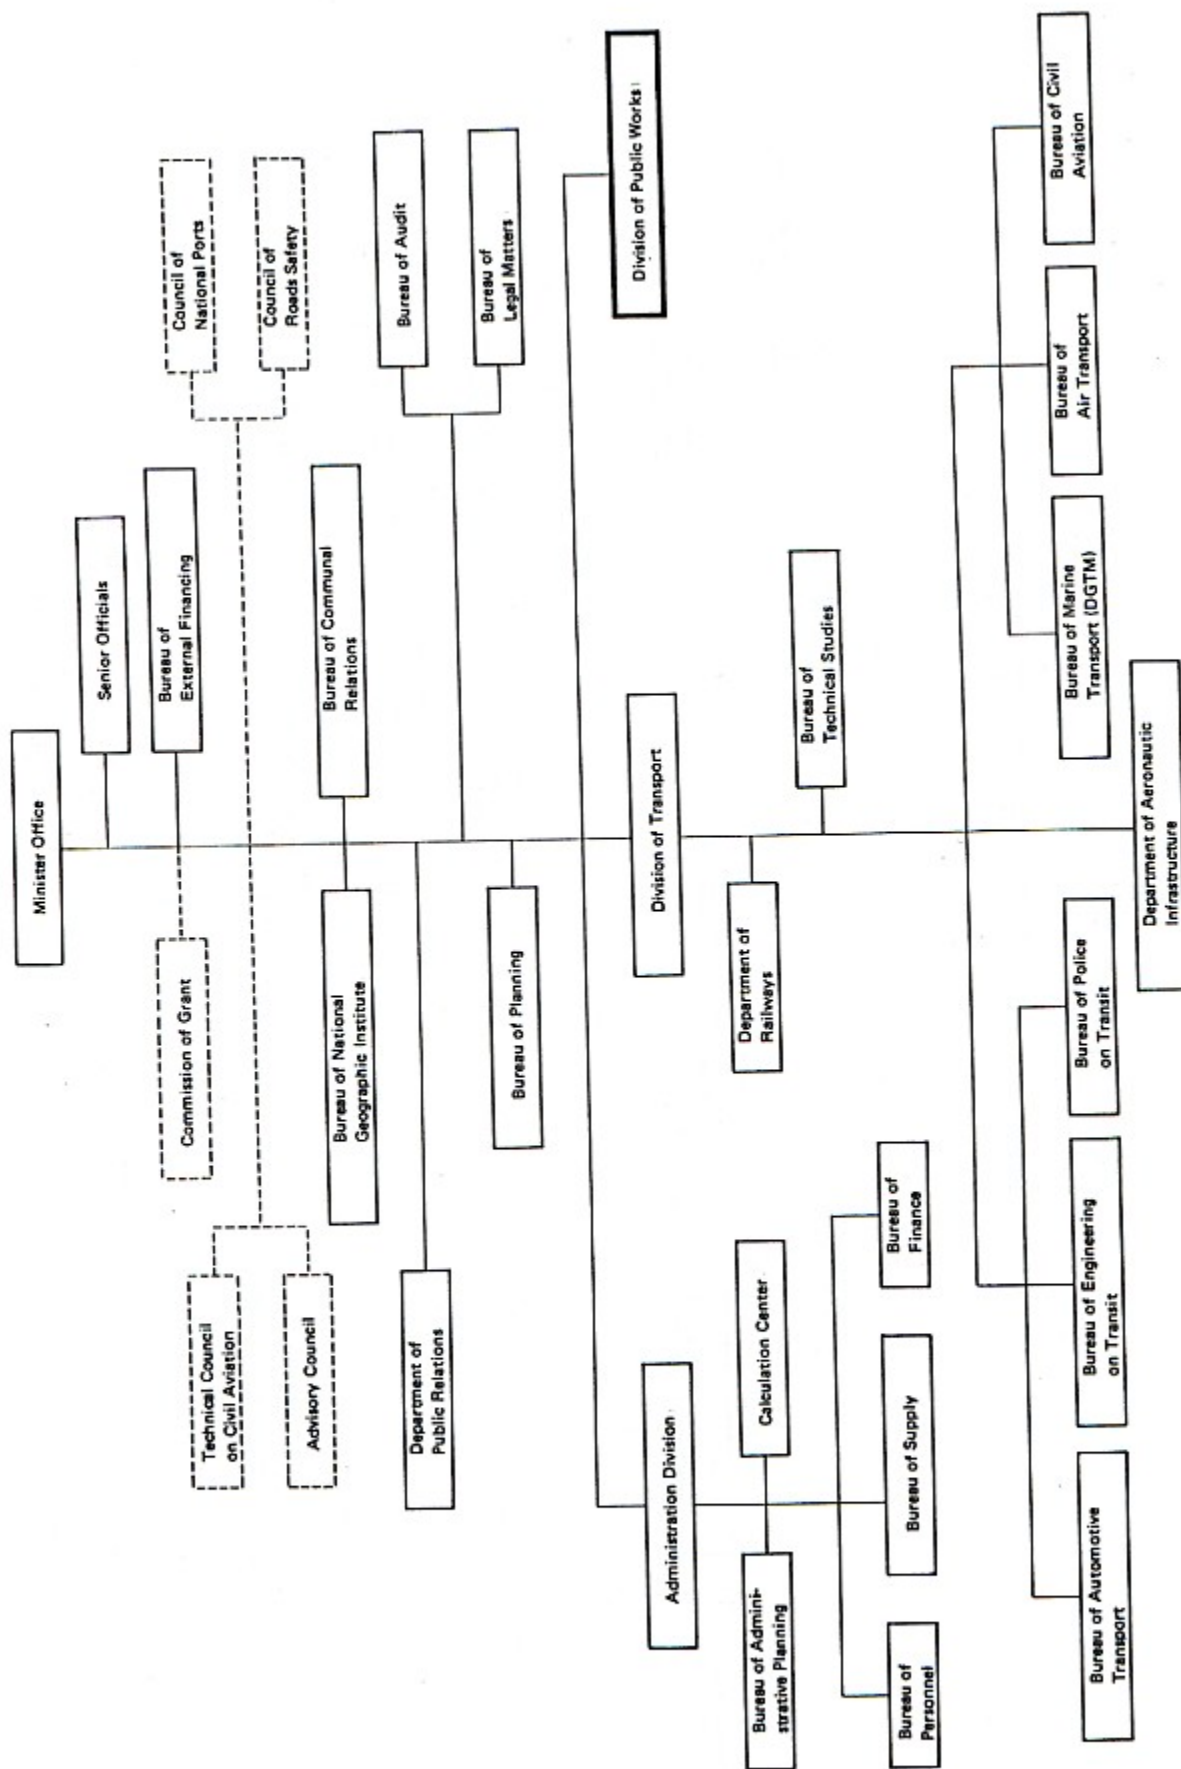 Minister Office
Senior Officials
Commission of Grant
Bureau of
External Financing
Technical Council
on Civil Aviation
Council of
National Ports
Advisory Council
Council of
Roads Safety
Bureau of National
Geographic Institute
Bureau of Communal
Relations
Department of
Public Relations
Bureau of Audit
Bureau of Planning
Bureau of
Legal Matters
Administration Division
Division of Transport
Division of Public Works
Bureau of Admini-
strative Planning
Calculation Center
Department of
Railways
Bureau of
Technical Studies
Bureau of
Personnel
Bureau of Supply
Bureau of
Finance
Bureau of Automotive
Transport
Bureau of Engineering
on Transit
Bureau of Police
on Transit
Bureau of Marine
Transport (DGTM)
Bureau of
Air Transport
Bureau of Civil
Aviation
Department of Aeronautic
Infrastructure